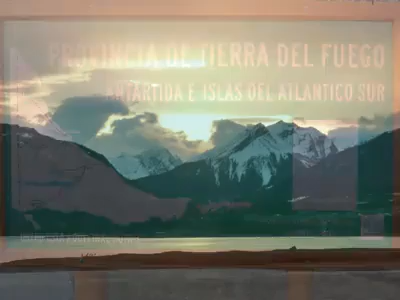 PROVINCIA DE TIERRA DEL FUEGO
ANTARTIDA E ISLAS DEL ATLANTICO SUR